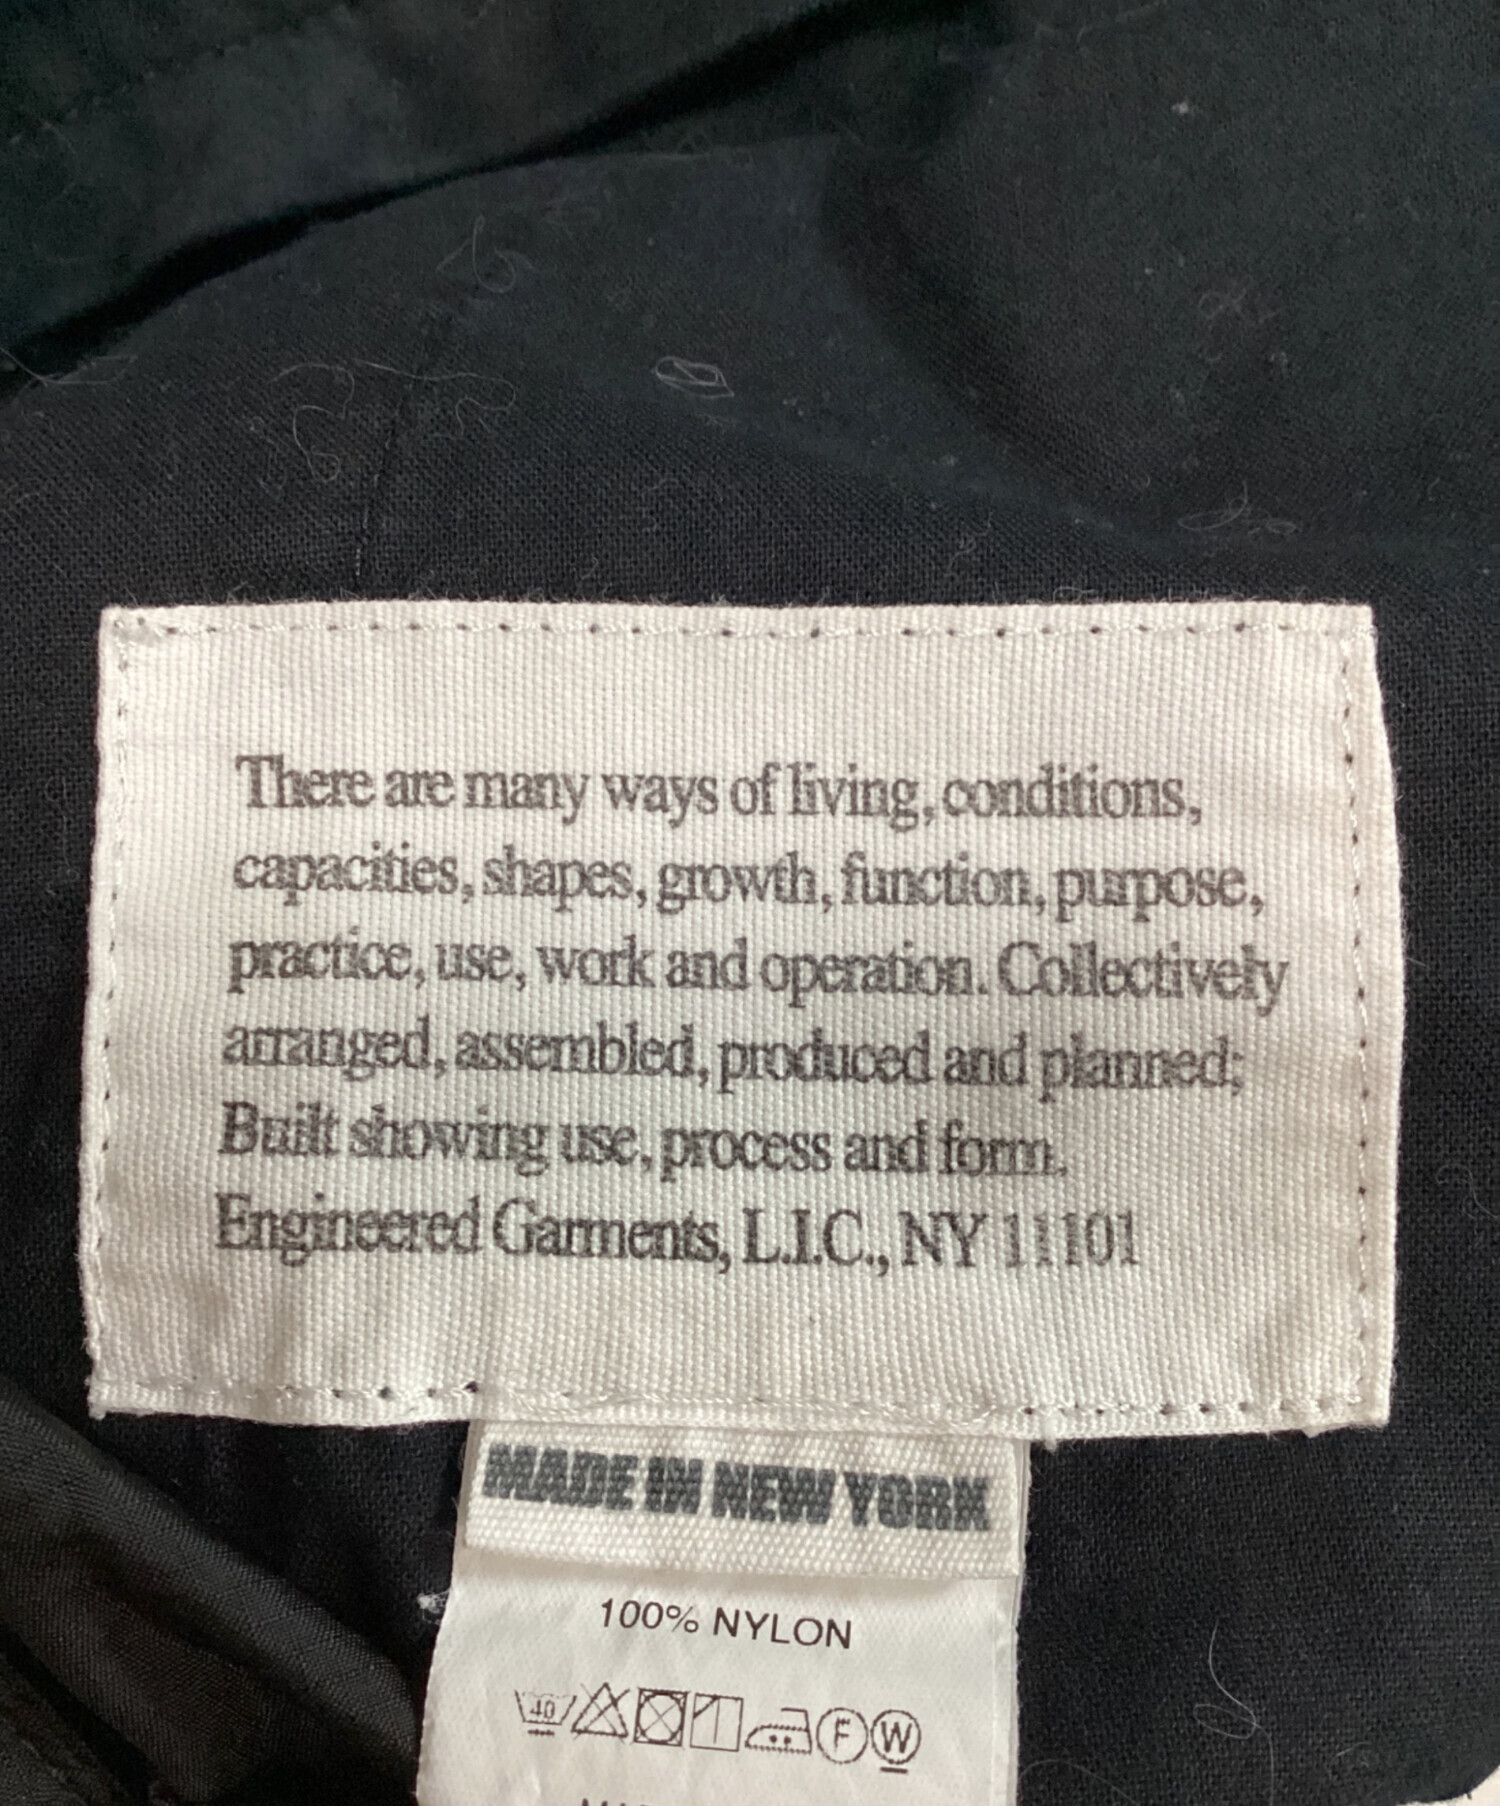 There are many ways of living, conditions,
capacities, shapes, growth, function, purpose,
practice, use, work and operation. Collectively
arranged, assembled, produced and planned;
Built showing use, process and form.
Engineered Garments, L.I.C., NY 11101
MADE IN NEW YORK
100% NYLON
40 F W